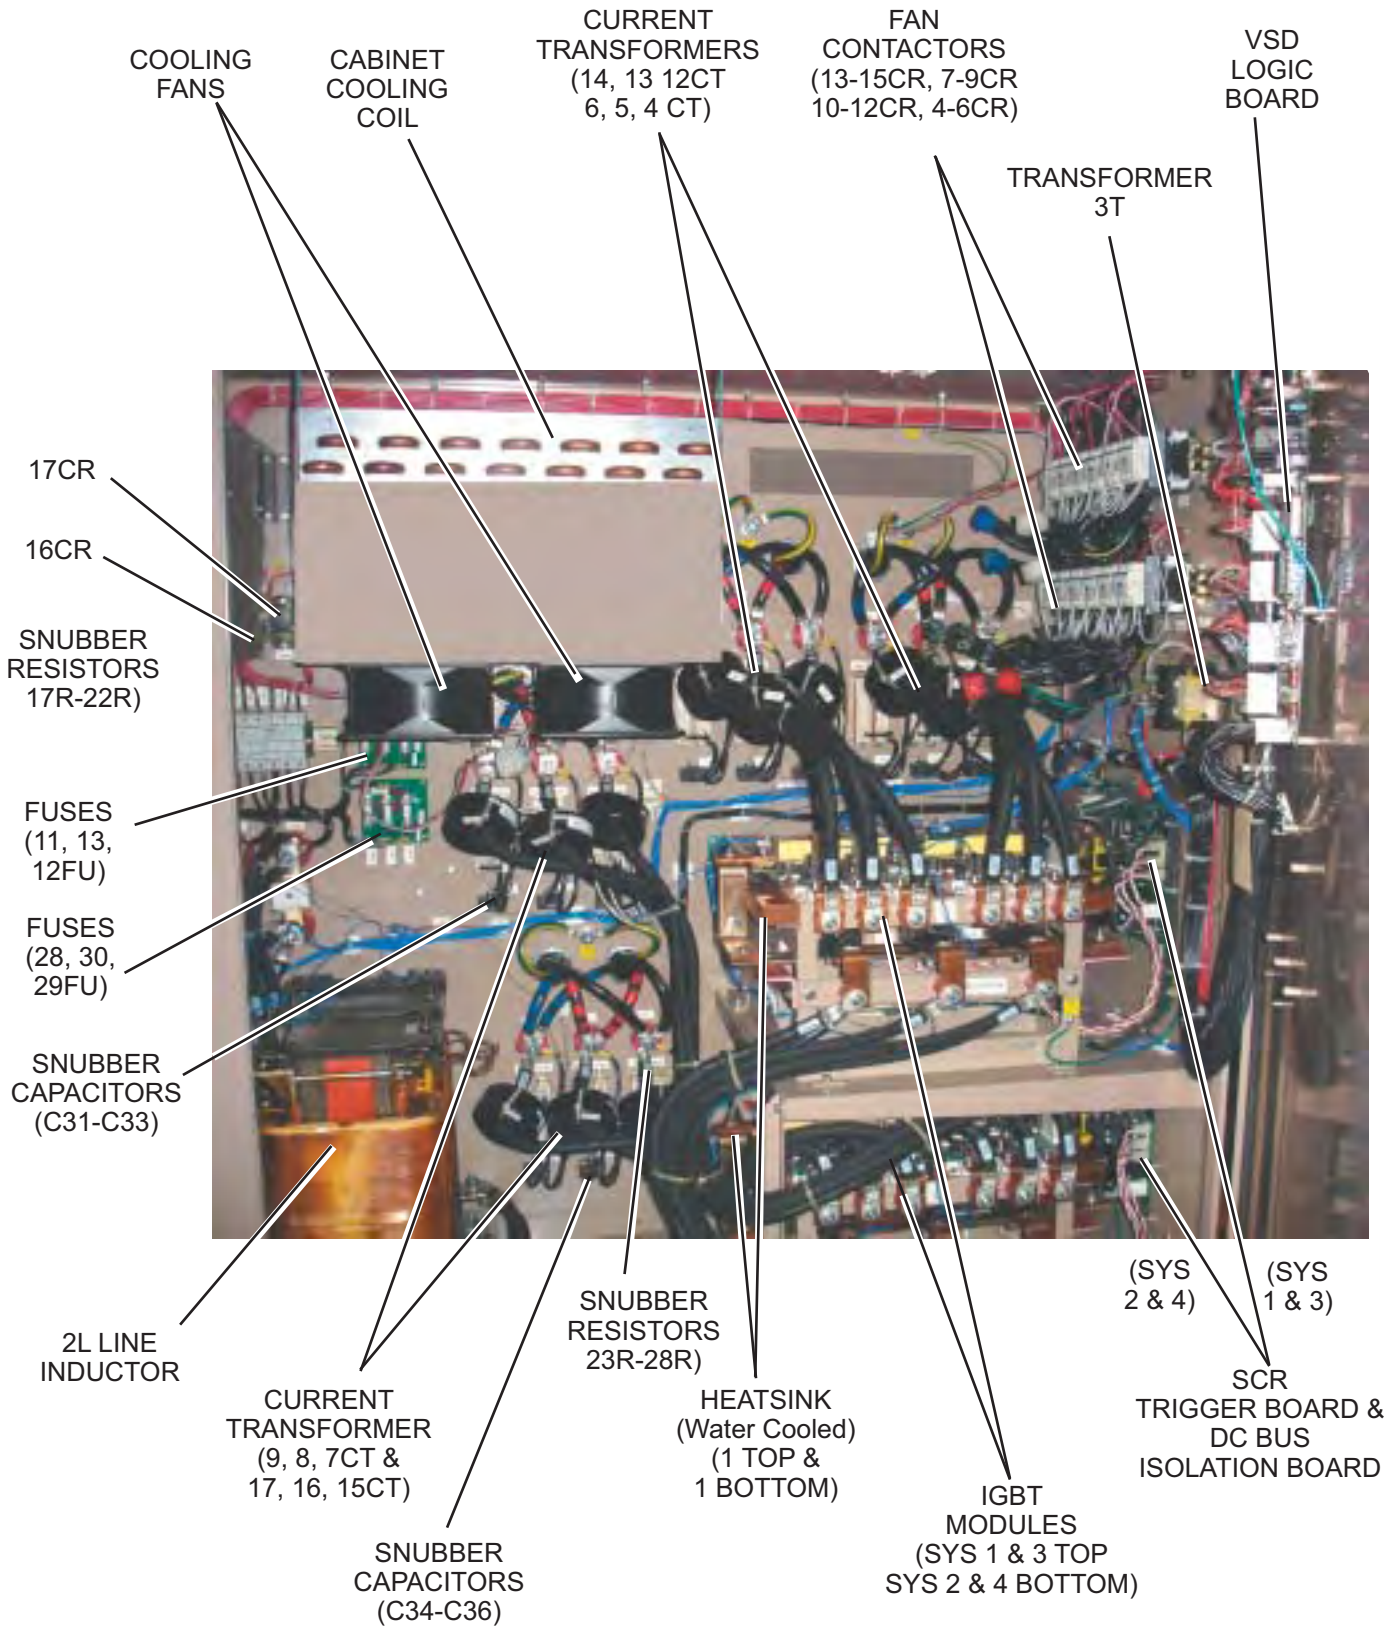 COOLING
FANS
CABINET
COOLING
COIL
CURRENT
TRANSFORMERS
(14, 13 12CT
6, 5, 4 CT)
FAN
CONTACTORS
(13-15CR, 7-9CR
10-12CR, 4-6CR)
VSD
LOGIC
BOARD
TRANSFORMER
3T
17CR
16CR
SNUBBER
RESISTORS
17R-22R)
FUSES
(11, 13,
12FU)
FUSES
(28, 30,
29FU)
SNUBBER
CAPACITORS
(C31-C33)
2L LINE
INDUCTOR
CURRENT
TRANSFORMER
(9, 8, 7CT &
17, 16, 15CT)
SNUBBER
CAPACITORS
(C34-C36)
SNUBBER
RESISTORS
23R-28R)
HEATSINK
(Water Cooled)
(1 TOP &
1 BOTTOM)
IGBT
MODULES
(SYS 1 & 3 TOP
SYS 2 & 4 BOTTOM)
(SYS
2 & 4)
(SYS
1 & 3)
SCR
TRIGGER BOARD &
DC BUS
ISOLATION BOARD